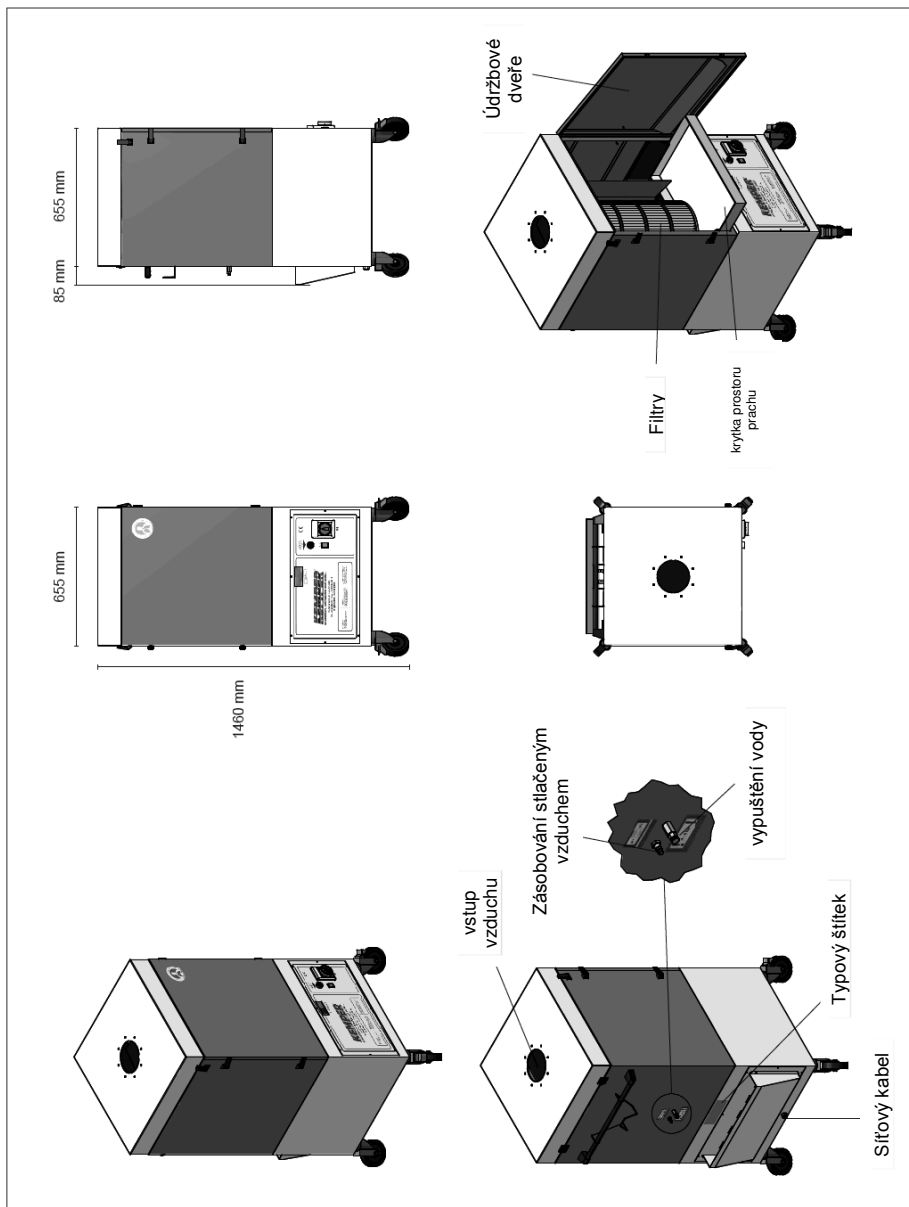 655 mm
85 mm
Údržbové
dveře
Filtry
krytka prostoru
prachu
655 mm
1460 mm
KEMPER
Zásobování stlačeným
vzduchem
vypuštění vody
vstup
vzduchu
Typový štítek
Síťový kabel